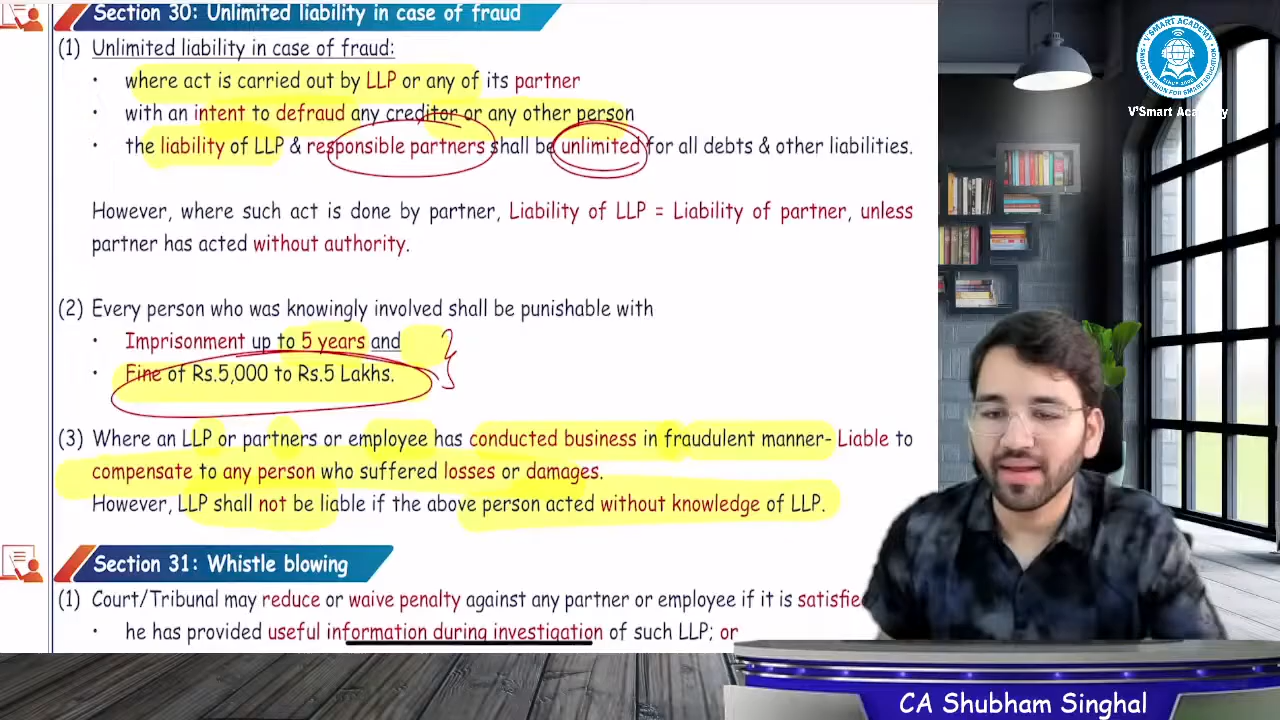 Section 30: Unlimited liability in case of fraud
V'SMART ACADEMY
SMART DECISION FOR SMART EDUCATION
V'Smart Academy
(1) Unlimited liability in case of fraud:
• where act is carried out by LLP or any of its partner
• with an intent to defraud any creditor or any other person
• the liability of LLP & responsible partners shall be unlimited for all debts & other liabilities.
However, where such act is done by partner, Liability of LLP = Liability of partner, unless
partner has acted without authority.
(2) Every person who was knowingly involved shall be punishable with
• Imprisonment up to 5 years and
• Fine of Rs.5,000 to Rs.5 Lakhs.
(3) Where an LLP or partners or employee has conducted business in fraudulent manner- Liable to
compensate to any person who suffered losses or damages.
However, LLP shall not be liable if the above person acted without knowledge of LLP.
Section 31: Whistle blowing
(1) Court/Tribunal may reduce or waive penalty against any partner or employee if it is satisfie
• he has provided useful information during investigation of such LLP; or
CA Shubham Singhal